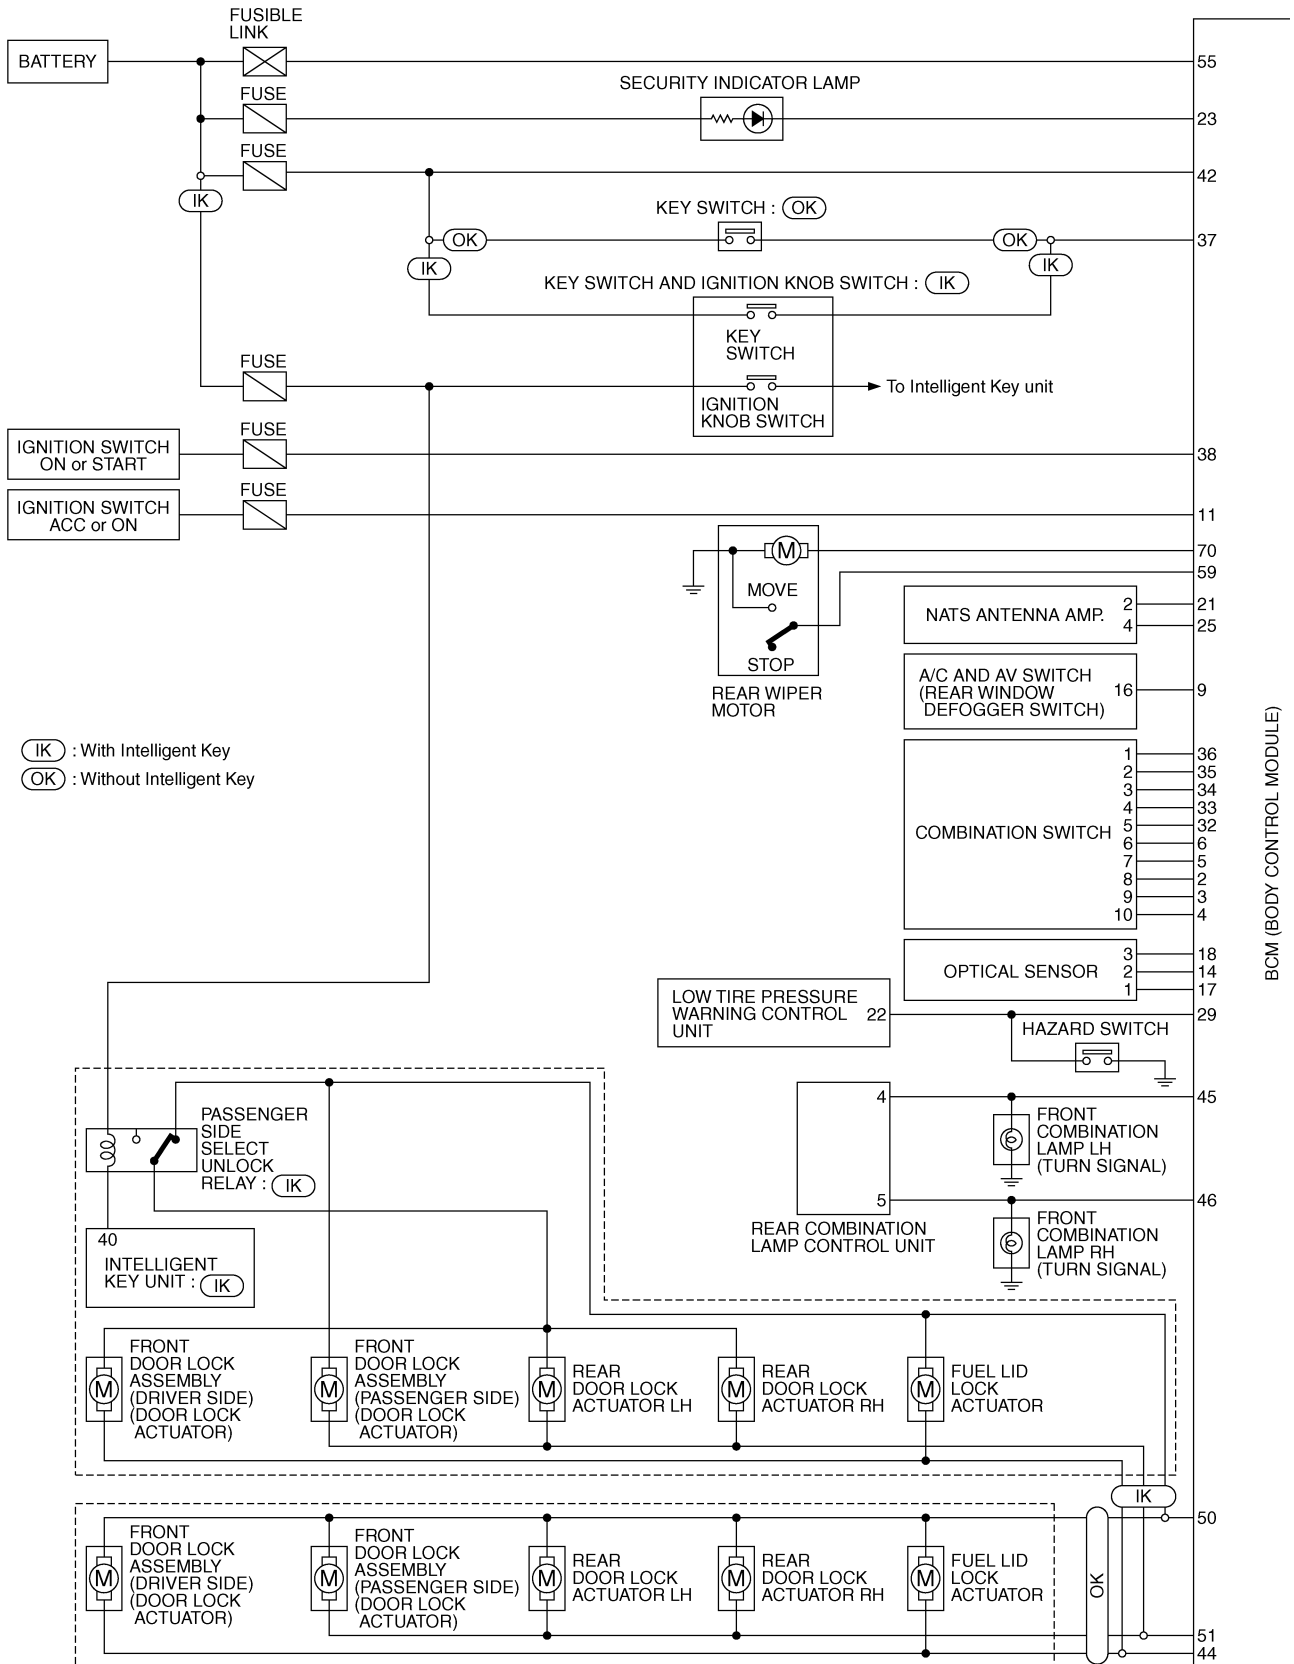 FUSIBLE
LINK
BATTERY
55
SECURITY INDICATOR LAMP
FUSE
23
FUSE
42
IK
KEY SWITCH : OK
OK
OK
37
IK
IK
KEY SWITCH AND IGNITION KNOB SWITCH : IK
KEY
SWITCH
FUSE
To Intelligent Key unit
IGNITION
KNOB SWITCH
FUSE
IGNITION SWITCH
ON or START
38
FUSE
IGNITION SWITCH
ACC or ON
11
M
70
59
MOVE
STOP
REAR WIPER
MOTOR
NATS ANTENNA AMP.
2
21
4
25
A/C AND AV SWITCH
(REAR WINDOW
DEFOGGER SWITCH)
16
9
IK : With Intelligent Key
OK : Without Intelligent Key
COMBINATION SWITCH
1
36
2
35
3
34
4
33
5
32
6
6
7
5
8
2
9
3
10
4
BCM (BODY CONTROL MODULE)
OPTICAL SENSOR
3
18
2
14
1
17
LOW TIRE PRESSURE
WARNING CONTROL
UNIT
22
29
HAZARD SWITCH
4
45
FRONT
COMBINATION
LAMP LH
(TURN SIGNAL)
5
46
REAR COMBINATION
LAMP CONTROL UNIT
FRONT
COMBINATION
LAMP RH
(TURN SIGNAL)
PASSENGER
SIDE
SELECT
UNLOCK
RELAY : IK
40
INTELLIGENT
KEY UNIT : IK
M
FRONT
DOOR LOCK
ASSEMBLY
(DRIVER SIDE)
(DOOR LOCK
ACTUATOR)
M
FRONT
DOOR LOCK
ASSEMBLY
(PASSENGER SIDE)
(DOOR LOCK
ACTUATOR)
M
REAR
DOOR LOCK
ACTUATOR LH
M
REAR
DOOR LOCK
ACTUATOR RH
M
FUEL LID
LOCK
ACTUATOR
IK
50
M
FRONT
DOOR LOCK
ASSEMBLY
(DRIVER SIDE)
(DOOR LOCK
ACTUATOR)
M
FRONT
DOOR LOCK
ASSEMBLY
(PASSENGER SIDE)
(DOOR LOCK
ACTUATOR)
M
REAR
DOOR LOCK
ACTUATOR LH
M
REAR
DOOR LOCK
ACTUATOR RH
M
FUEL LID
LOCK
ACTUATOR
OK
51
44